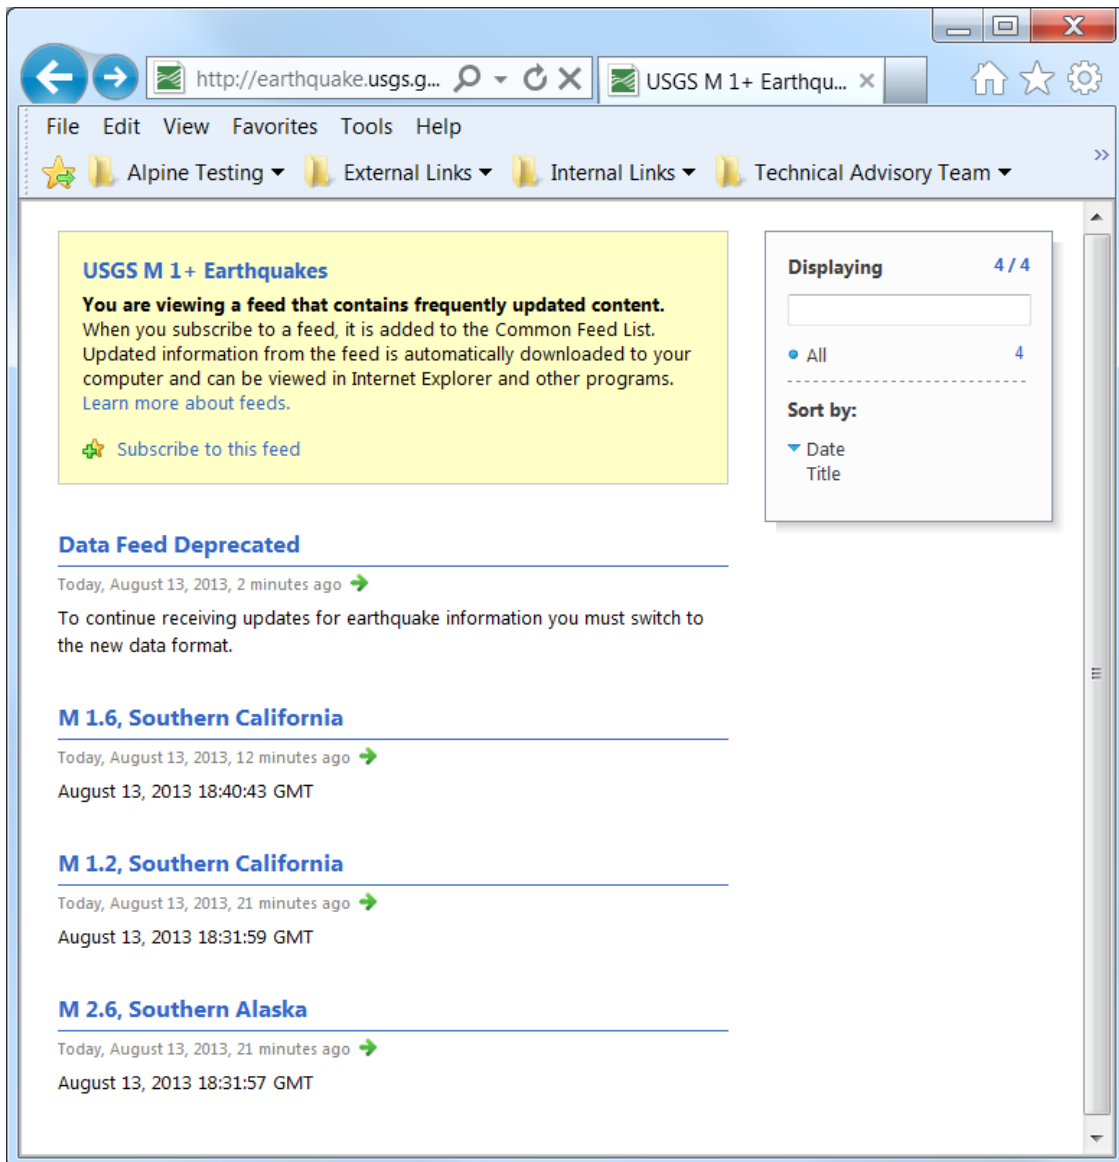 http://earthquake.usgs.g...
USGS M 1+ Earthqu...
File Edit View Favorites Tools Help
Alpine Testing External Links Internal Links Technical Advisory Team
USGS M 1+ Earthquakes
You are viewing a feed that contains frequently updated content.
When you subscribe to a feed, it is added to the Common Feed List.
Updated information from the feed is automatically downloaded to your
computer and can be viewed in Internet Explorer and other programs.
Learn more about feeds.
Subscribe to this feed
Displaying 4 / 4
All 4
Sort by:
Date
Title
Data Feed Deprecated
Today, August 13, 2013, 2 minutes ago
To continue receiving updates for earthquake information you must switch to
the new data format.
M 1.6, Southern California
Today, August 13, 2013, 12 minutes ago
August 13, 2013 18:40:43 GMT
M 1.2, Southern California
Today, August 13, 2013, 21 minutes ago
August 13, 2013 18:31:59 GMT
M 2.6, Southern Alaska
Today, August 13, 2013, 21 minutes ago
August 13, 2013 18:31:57 GMT